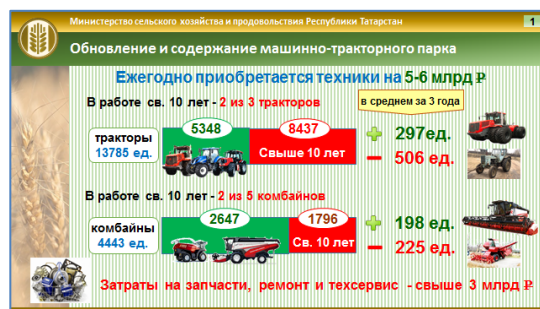 Министерство сельского хозяйства и продовольствия Республики Татарстан
1
Обновление и содержание машинно-тракторного парка
Ежегодно приобретается техники на 5-6 млрд ₽
В работе св. 10 лет - 2 из 3 тракторов
в среднем за 3 года
тракторы
13785 ед.
5348
8437
Свыше 10 лет
+ 297ед.
− 506 ед.
В работе св. 10 лет - 2 из 5 комбайнов
комбайны
4443 ед.
2647
1796
Св. 10 лет
+ 198 ед.
− 225 ед.
Затраты на запчасти, ремонт и техсервис - свыше 3 млрд ₽